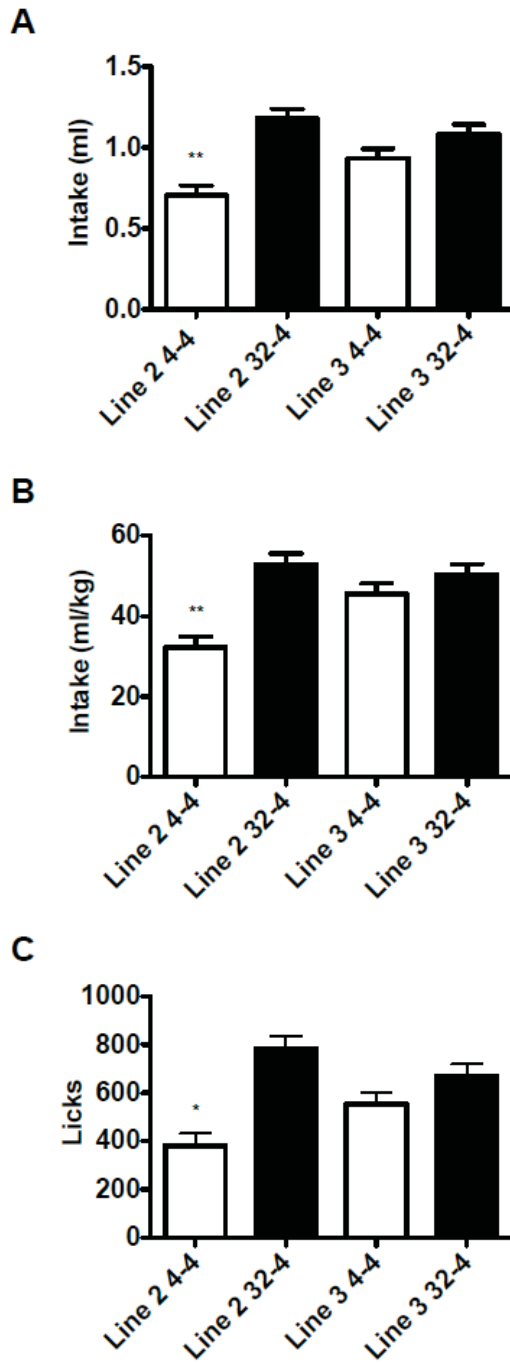 A
Intake (ml)
1.5
1.0
0.5
0.0
**
Line 2 4-4
Line 2 32-4
Line 3 4-4
Line 3 32-4
B
Intake (ml/kg)
60
40
20
0
**
Line 2 4-4
Line 2 32-4
Line 3 4-4
Line 3 32-4
C
Licks
1000
800
600
400
200
0
*
Line 2 4-4
Line 2 32-4
Line 3 4-4
Line 3 32-4